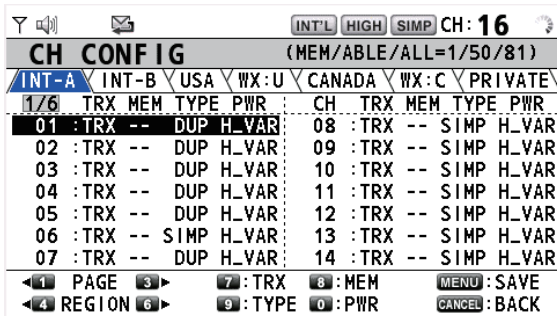 INT'L HIGH SIMP CH: 16
CH CONFIG (MEM/ABLE/ALL=1/50/81)
INT-A INT-B USA WX:U CANADA WX:C PRIVATE
1/6 TRX MEM TYPE PWR CH TRX MEM TYPE PWR
01 :TRX -- DUP H_VAR 08 :TRX -- SIMP H_VAR
02 :TRX -- DUP H_VAR 09 :TRX -- SIMP H_VAR
03 :TRX -- DUP H_VAR 10 :TRX -- SIMP H_VAR
04 :TRX -- DUP H_VAR 11 :TRX -- SIMP H_VAR
05 :TRX -- DUP H_VAR 12 :TRX -- SIMP H_VAR
06 :TRX -- SIMP H_VAR 13 :TRX -- SIMP H_VAR
07 :TRX -- DUP H_VAR 14 :TRX -- SIMP H_VAR
◄1 PAGE 3► 7:TRX 8:MEM MENU:SAVE
◄4 REGION 6► 9:TYPE 0:PWR CANCEL:BACK